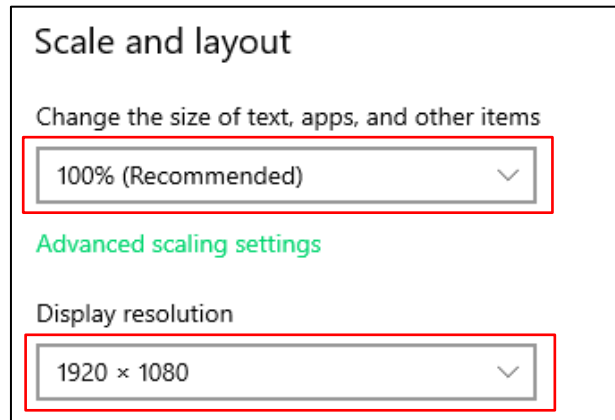 Scale and layout
Change the size of text, apps, and other items
100% (Recommended)
Advanced scaling settings
Display resolution
1920 × 1080